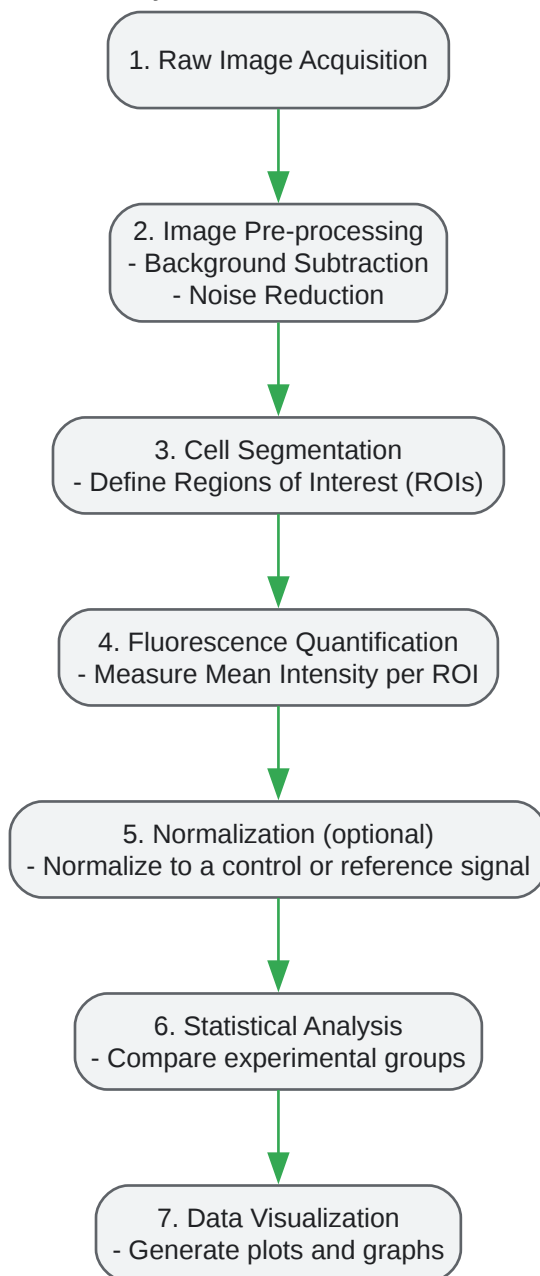 1. Raw Image Acquisition
2. Image Pre-processing
- Background Subtraction
- Noise Reduction
3. Cell Segmentation
- Define Regions of Interest (ROIs)
4. Fluorescence Quantification
- Measure Mean Intensity per ROI
5. Normalization (optional)
- Normalize to a control or reference signal
6. Statistical Analysis
- Compare experimental groups
7. Data Visualization
- Generate plots and graphs